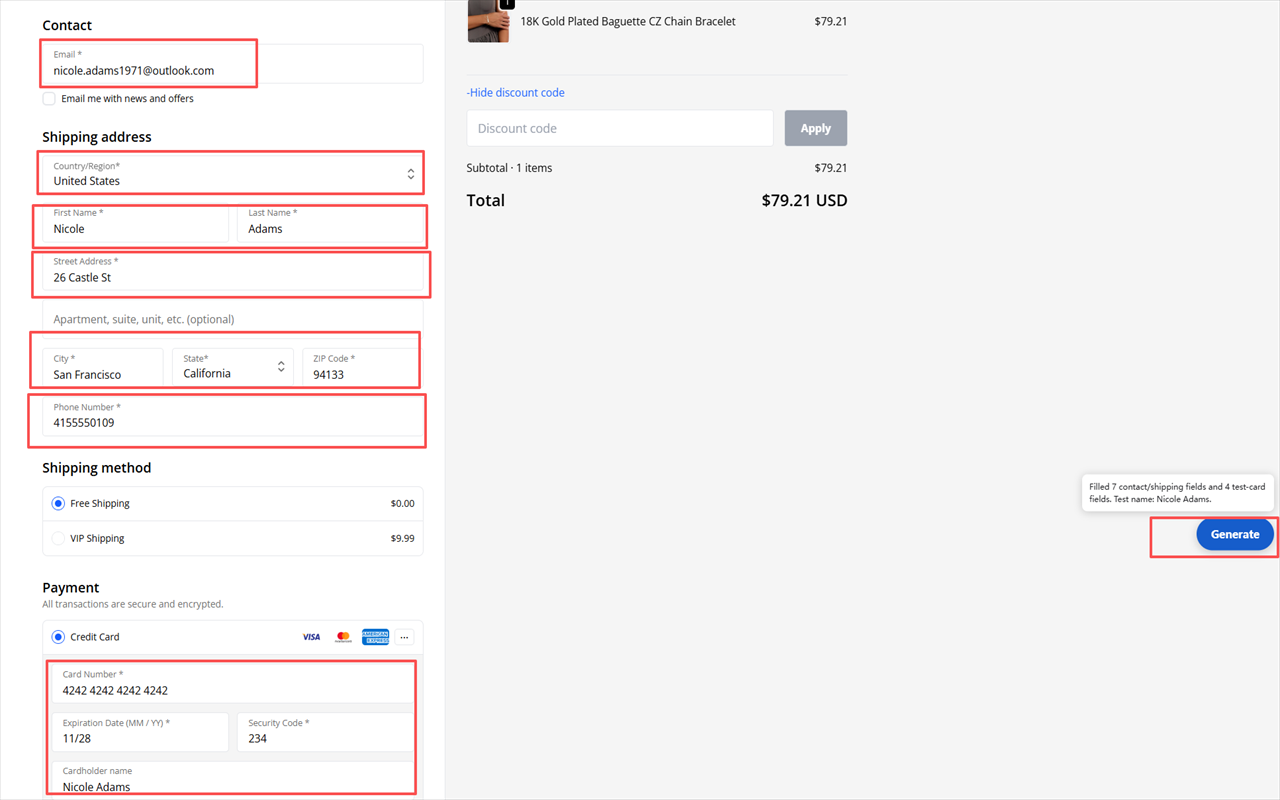 Contact
Email *
nicole.adams1971@outlook.com
Email me with news and offers
Shipping address
Country/Region*
United States
First Name *
Nicole
Last Name *
Adams
Street Address *
26 Castle St
Apartment, suite, unit, etc. (optional)
City *
San Francisco
State*
California
ZIP Code *
94133
Phone Number *
4155550109
Shipping method
Free Shipping $0.00
VIP Shipping $9.99
Payment
All transactions are secure and encrypted.
Credit Card VISA AMERICAN EXPRESS ...
Card Number *
4242 4242 4242 4242
Expiration Date (MM / YY) *
11/28
Security Code *
234
Cardholder name
Nicole Adams
18K Gold Plated Baguette CZ Chain Bracelet $79.21
-Hide discount code
Discount code Apply
Subtotal · 1 items $79.21
Total $79.21 USD
Filled 7 contact/shipping fields and 4 test-card
fields. Test name: Nicole Adams.
Generate